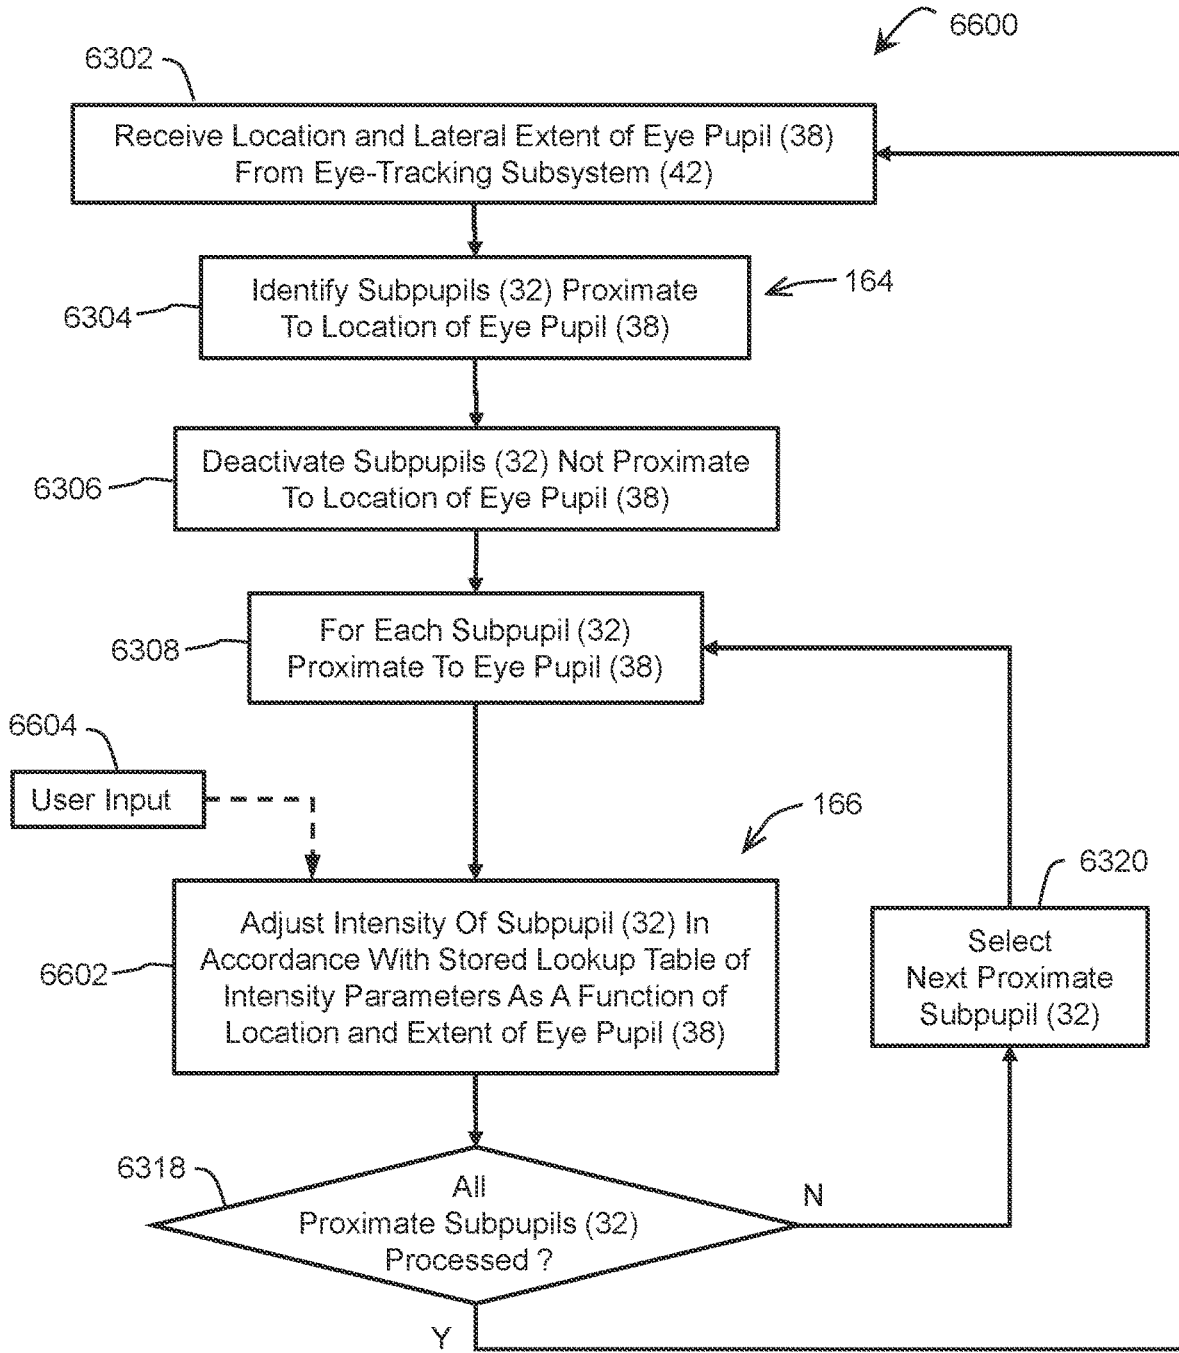 6600
6302
Receive Location and Lateral Extent of Eye Pupil (38)
From Eye-Tracking Subsystem (42)
164
6304
Identify Subpupils (32) Proximate
To Location of Eye Pupil (38)
6306
Deactivate Subpupils (32) Not Proximate
To Location of Eye Pupil (38)
6308
For Each Subpupil (32)
Proximate To Eye Pupil (38)
6604
User Input
166
6320
Select
Next Proximate
Subpupil (32)
6602
Adjust Intensity Of Subpupil (32) In
Accordance With Stored Lookup Table of
Intensity Parameters As A Function of
Location and Extent of Eye Pupil (38)
6318
All
Proximate Subpupils (32)
Processed ?
N
Y